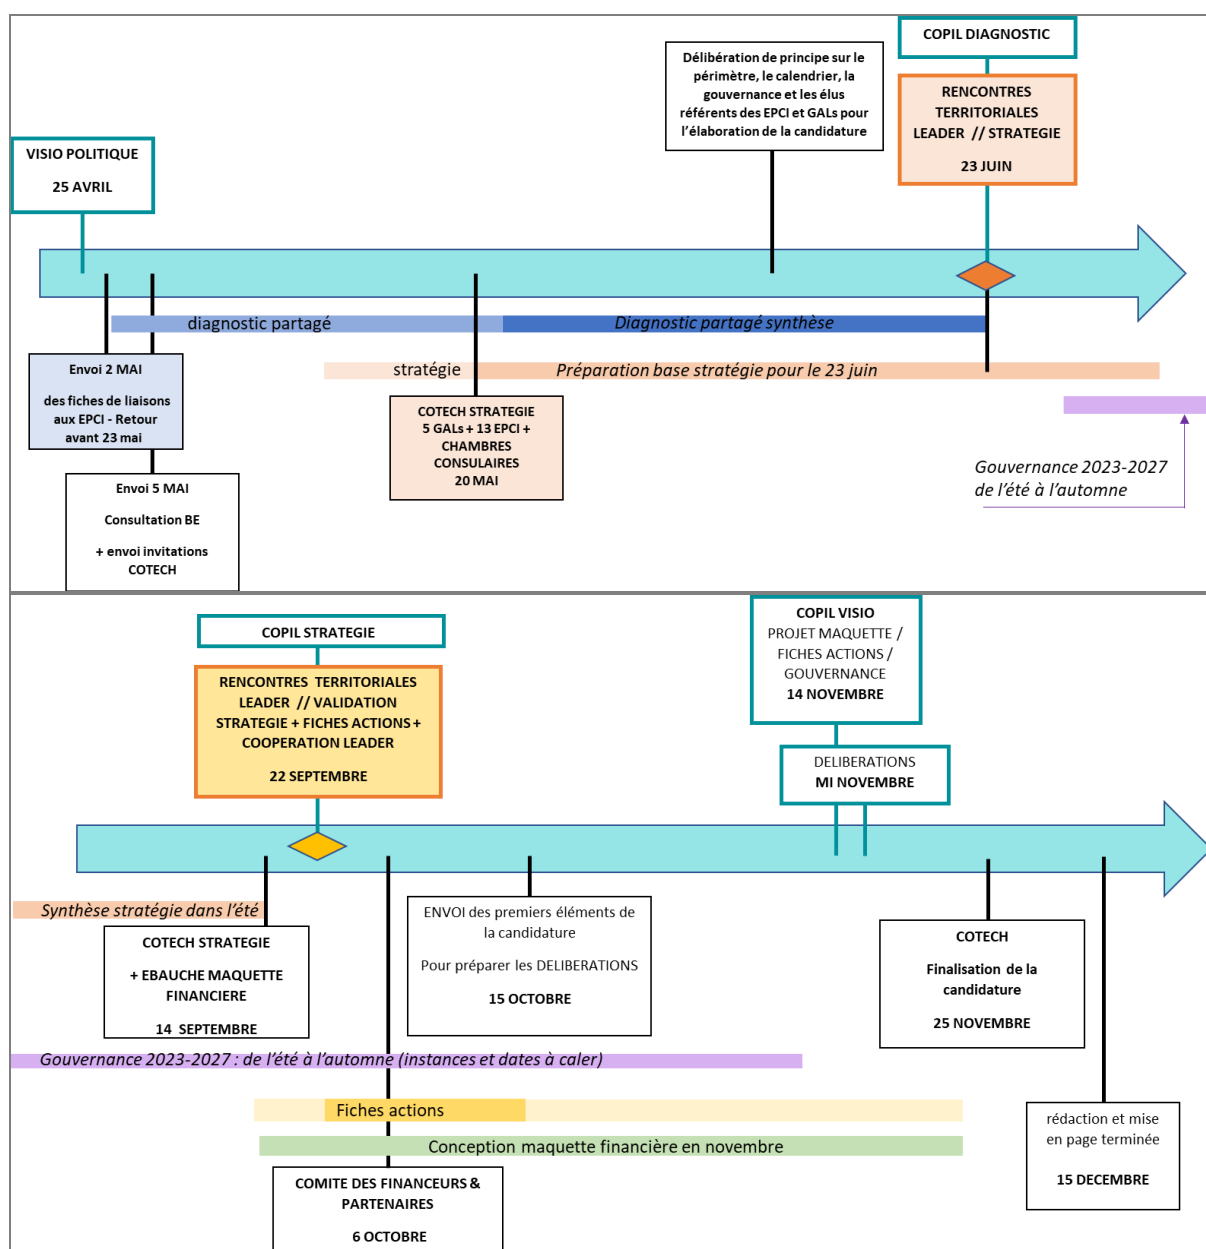 COPIL DIAGNOSTIC
Délibération de principe sur le
périmètre, le calendrier, la
gouvernance et les élus
référents des EPCI et GALs pour
l'élaboration de la candidature
RENCONTRES
TERRITORIALES
LEADER // STRATEGIE
23 JUIN
VISIO POLITIQUE
25 AVRIL
diagnostic partagé
Diagnostic partagé synthèse
Envoi 2 MAI
des fiches de liaisons
aux EPCI - Retour
avant 23 mai
stratégie
Préparation base stratégie pour le 23 juin
COTECH STRATEGIE
5 GALs + 13 EPCI +
CHAMBRES
CONSULAIRES
20 MAI
Gouvernance 2023-2027
de l'été à l'automne
Envoi 5 MAI
Consultation BE
+ envoi invitations
COTECH
COPIL STRATEGIE
RENCONTRES TERRITORIALES
LEADER // VALIDATION
STRATEGIE + FICHES ACTIONS +
COOPERATION LEADER
22 SEPTEMBRE
COPIL VISIO
PROJET MAQUETTE /
FICHES ACTIONS /
GOUVERNANCE
14 NOVEMBRE
DELIBERATIONS
MI NOVEMBRE
Synthèse stratégie dans l'été
COTECH STRATEGIE
+ EBAUCHE MAQUETTE
FINANCIERE
14 SEPTEMBRE
ENVOI des premiers éléments de
la candidature
Pour préparer les DELIBERATIONS
15 OCTOBRE
COTECH
Finalisation de la
candidature
25 NOVEMBRE
Gouvernance 2023-2027 : de l'été à l'automne (instances et dates à caler)
Fiches actions
Conception maquette financière en novembre
rédaction et mise
en page terminée
15 DECEMBRE
COMITE DES FINANCEURS &
PARTENAIRES
6 OCTOBRE